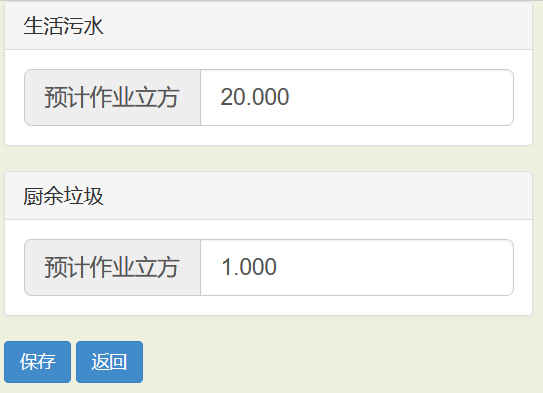 生活污水
预计作业立方 20.000
厨余垃圾
预计作业立方 1.000
保存 返回